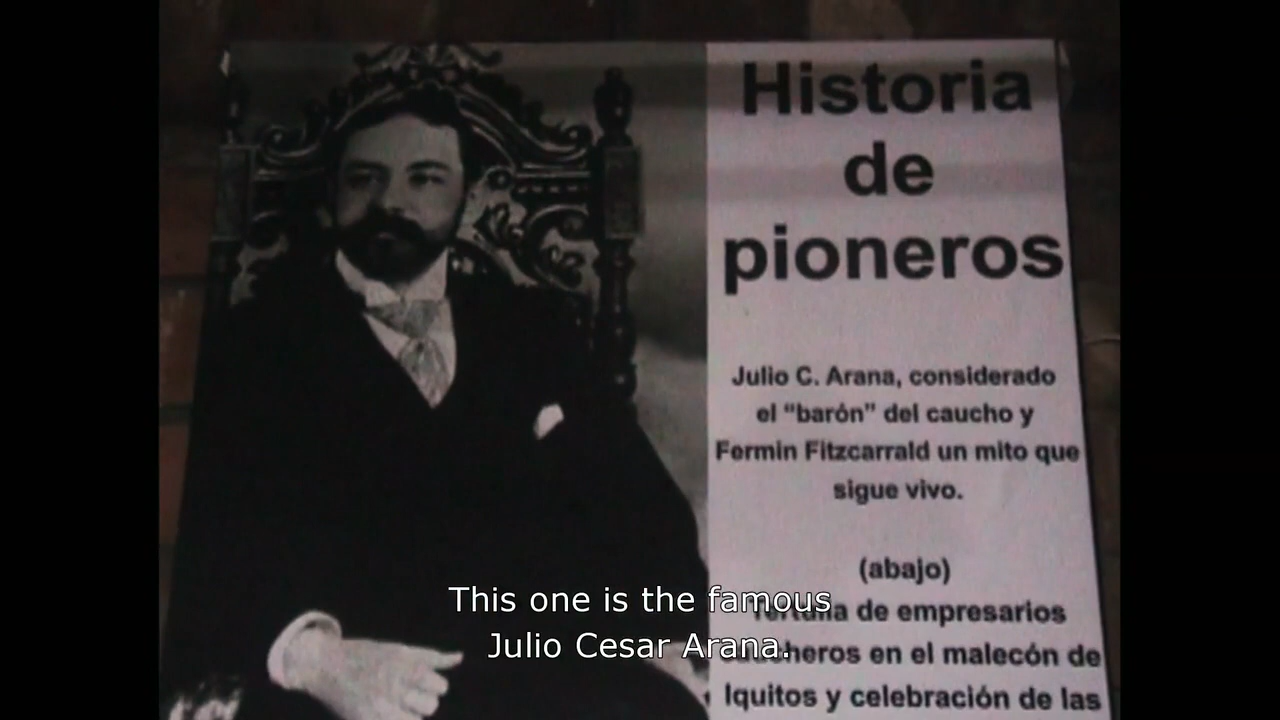 Historia
de
pioneros
Julio C. Arana, considerado
el “barón” del caucho y
Fermin Fitzcarrald un mito que
sigue vivo.
(abajo)
de empresarios
en el malecón de
Iquitos y celebración de las
This one is the famous
Julio Cesar Arana.